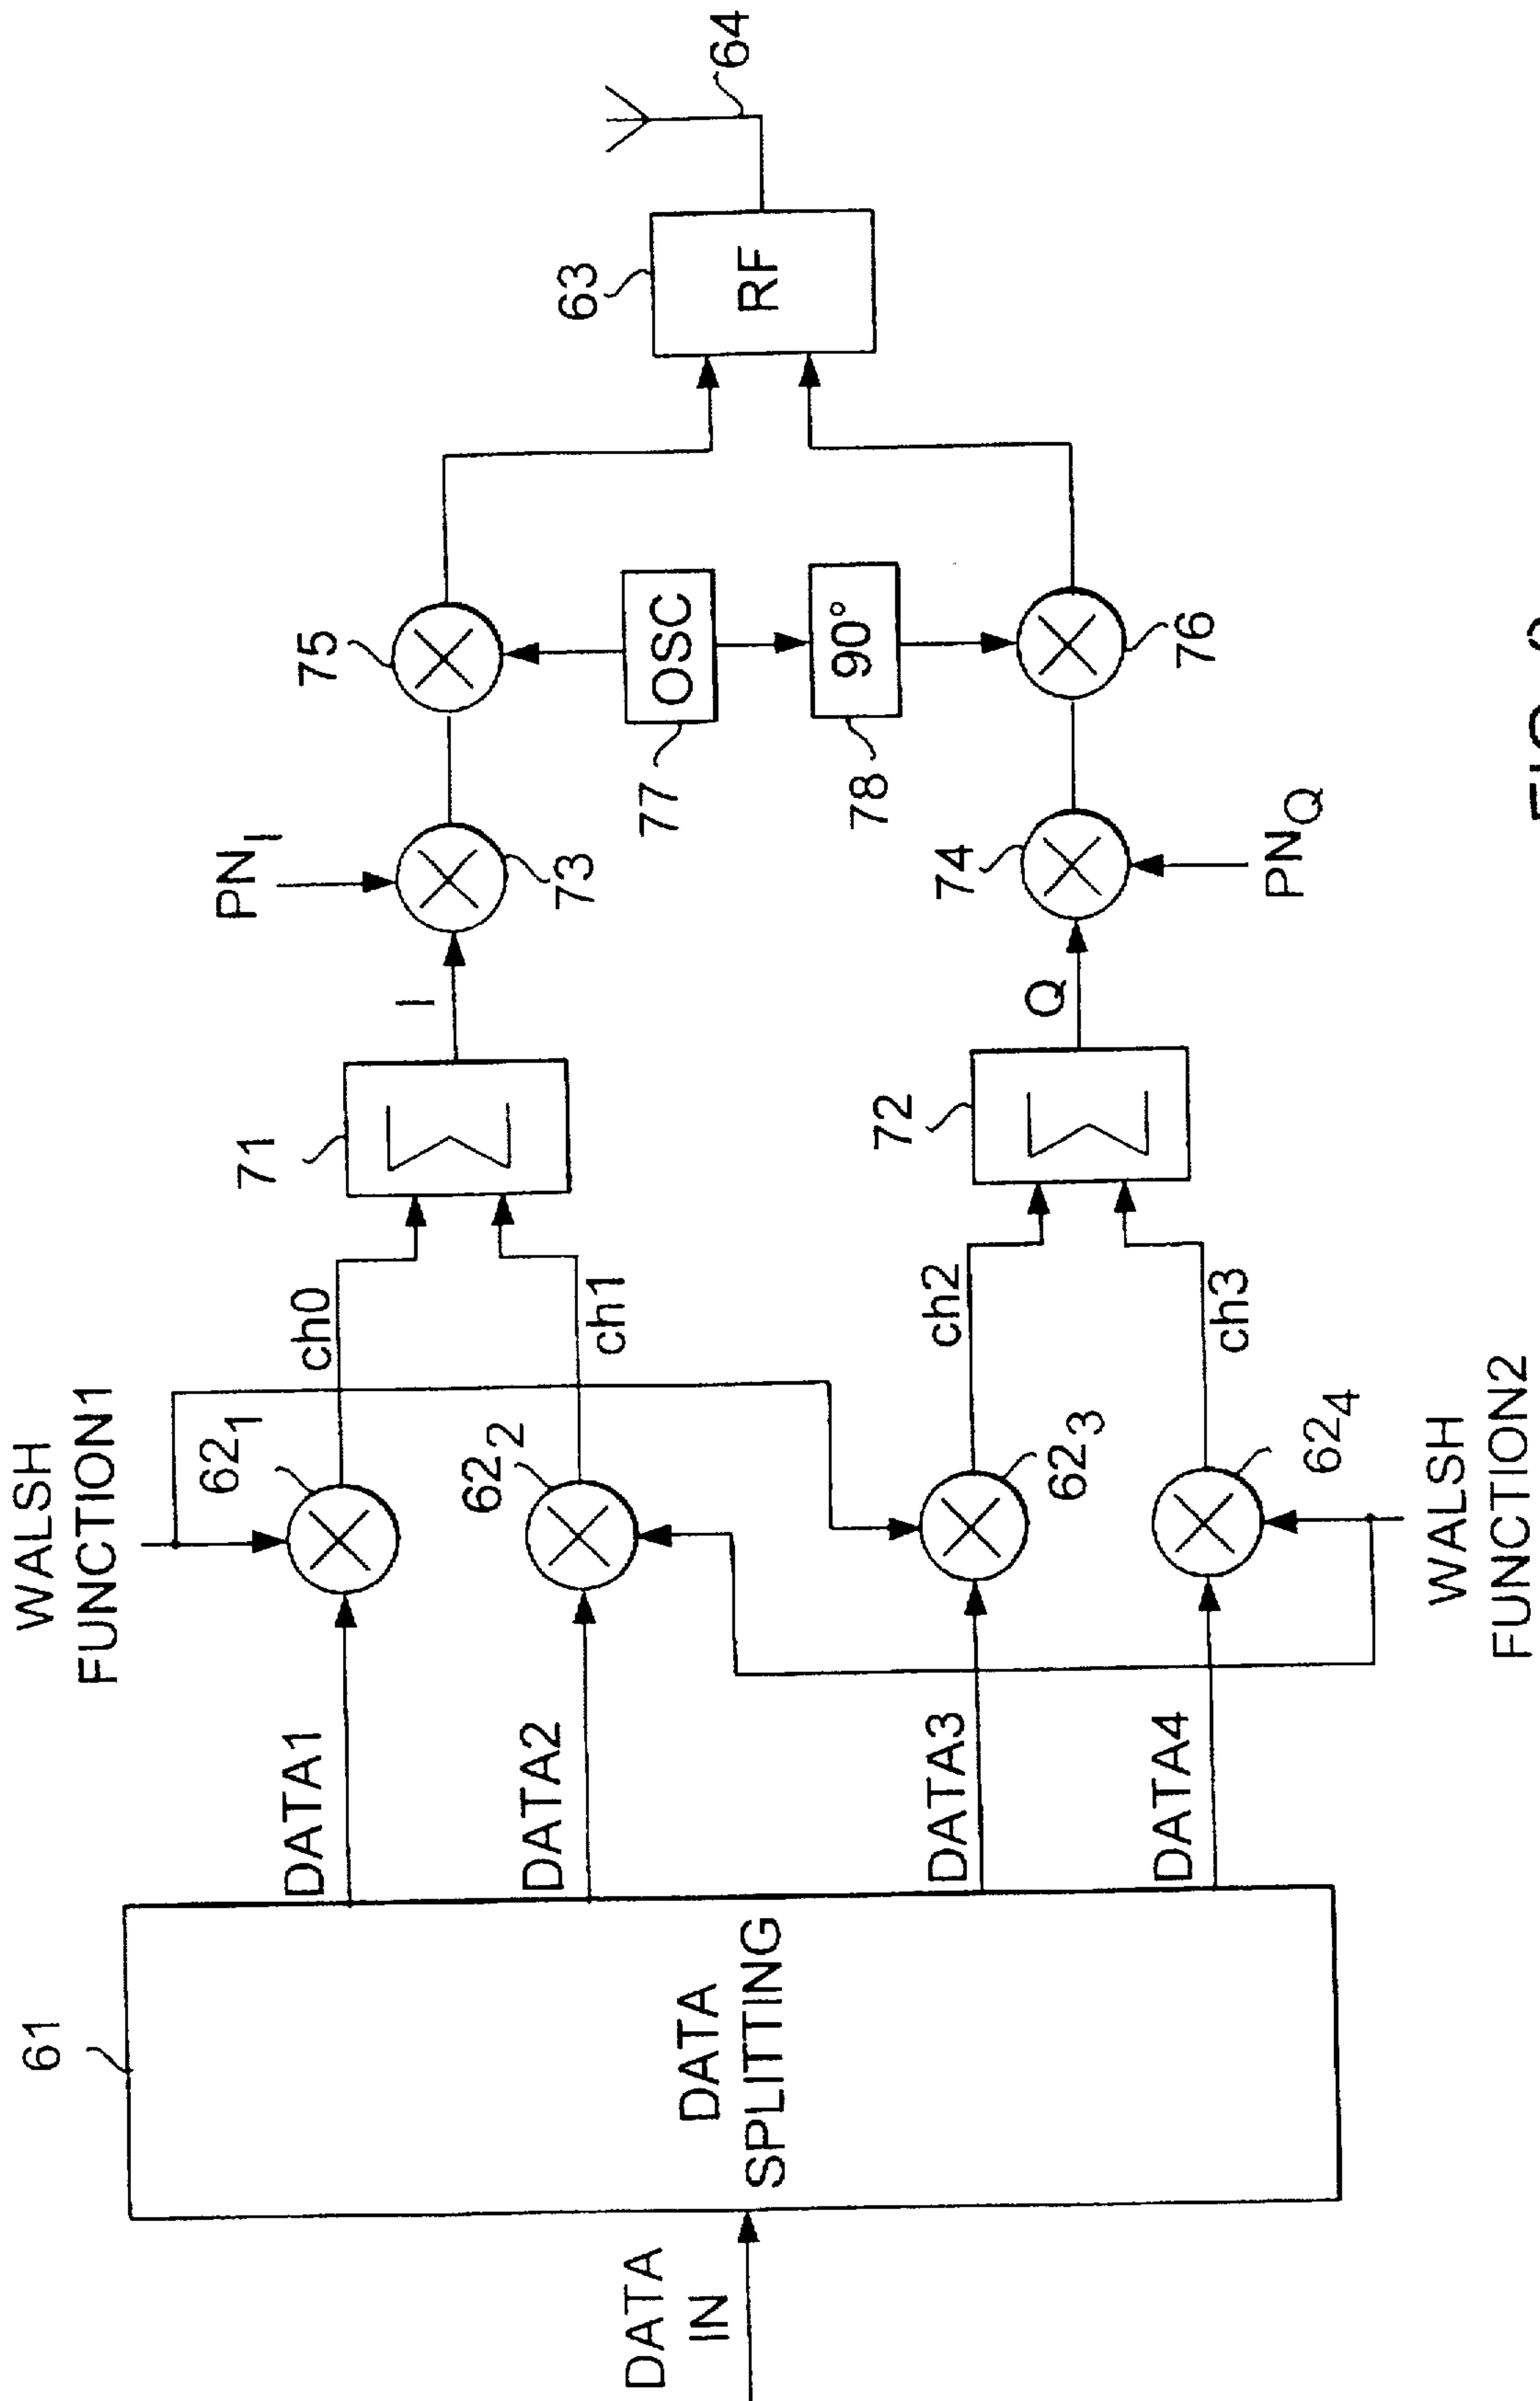 DATA
IN
61
DATA
SPLITTING
DATA1
DATA2
DATA3
DATA4
WALSH
FUNCTION1
62₁
62₂
62₃
62₄
WALSH
FUNCTION2
ch0
ch1
ch2
ch3
71
72
I
Q
PN_I
73
74
PN_Q
75
76
77
OSC
78
90°
63
RF
64